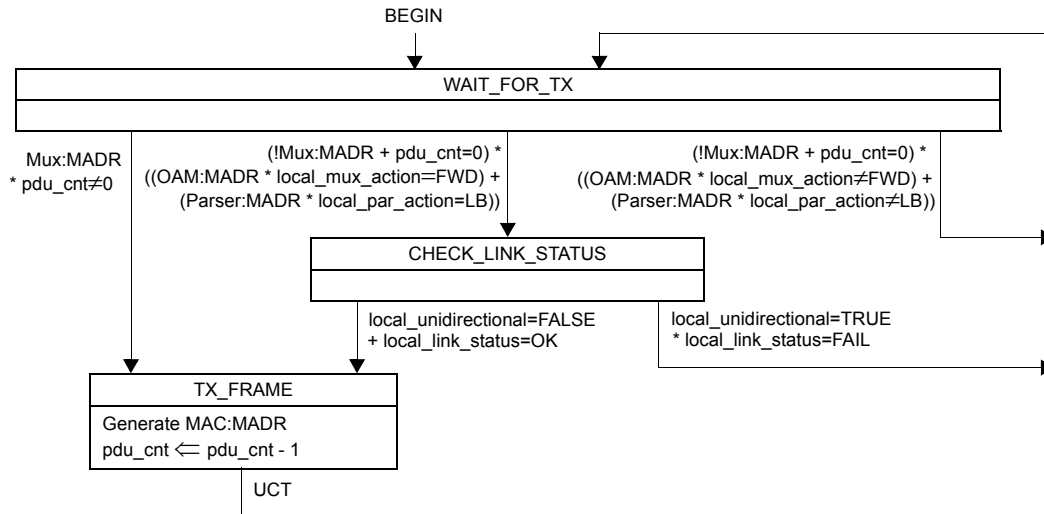 BEGIN
WAIT_FOR_TX
Mux:MADR
* pdu_cnt≠0
(!Mux:MADR + pdu_cnt=0) *
((OAM:MADR * local_mux_action=FWD) +
(Parser:MADR * local_par_action=LB))
(!Mux:MADR + pdu_cnt=0) *
((OAM:MADR * local_mux_action≠FWD) +
(Parser:MADR * local_par_action≠LB))
CHECK_LINK_STATUS
local_unidirectional=FALSE
+ local_link_status=OK
local_unidirectional=TRUE
* local_link_status=FAIL
TX_FRAME
Generate MAC:MADR
pdu_cnt ⇐ pdu_cnt - 1
UCT